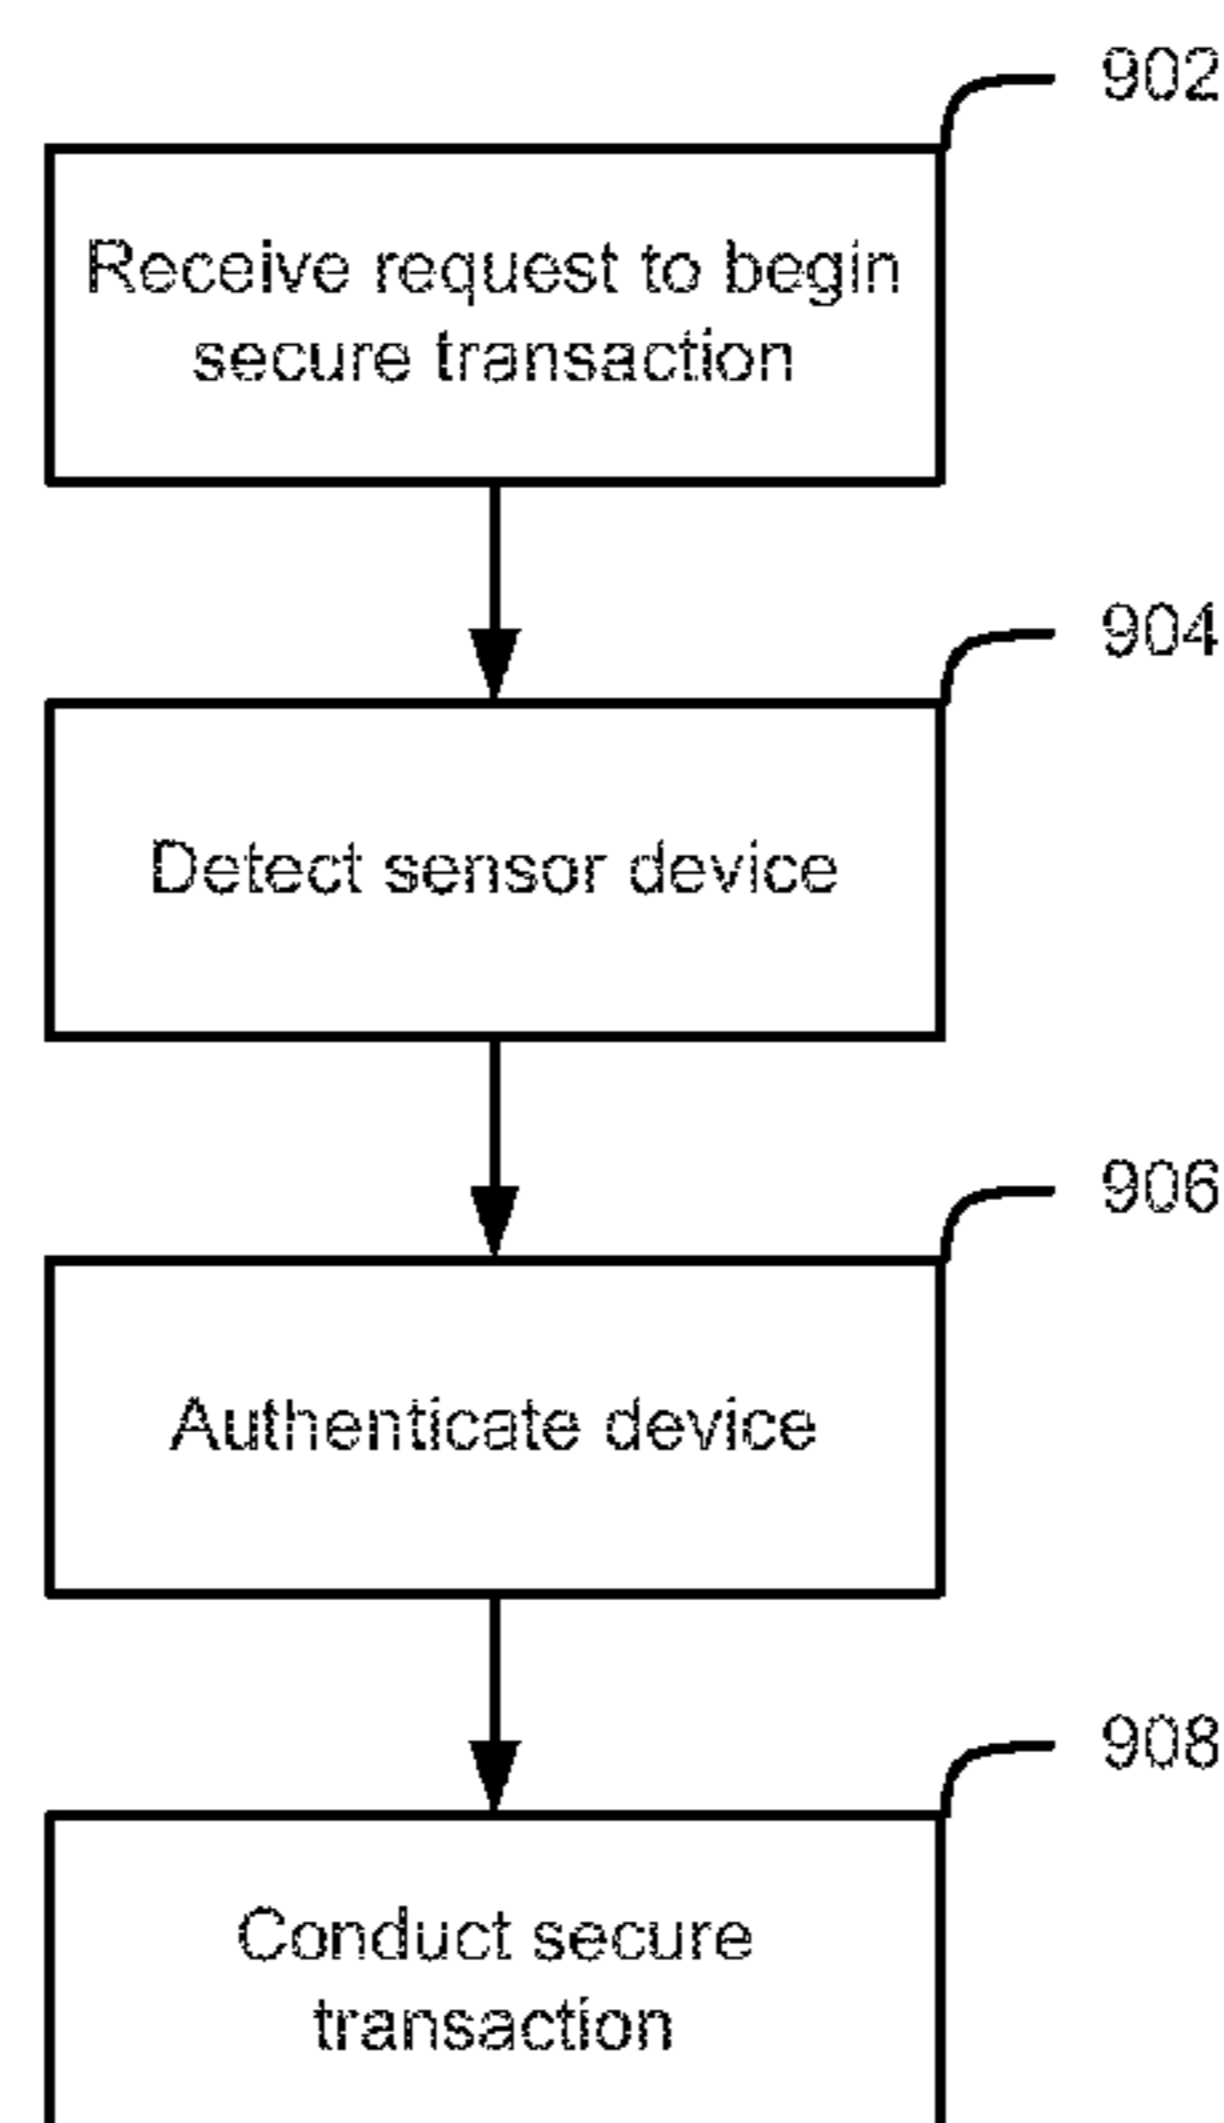 902
Receive request to begin
secure transaction
904
Detect sensor device
906
Authenticate device
908
Conduct secure
transaction